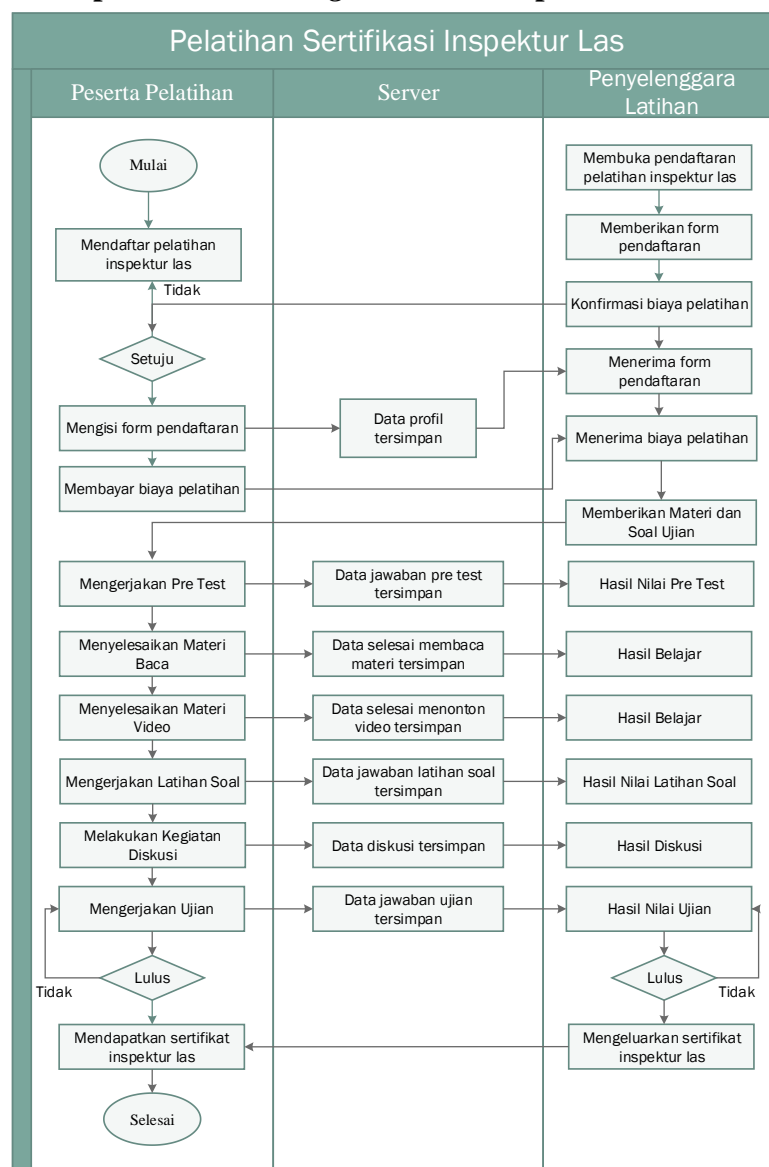 Pelatihan Sertifikasi Inspektur Las
Peserta Pelatihan
Server
Penyelenggara
Latihan
Mulai
Membuka pendaftaran
pelatihan inspektur las
Mendaftar pelatihan
inspektur las
Memberikan form
pendaftaran
Tidak
Konfirmasi biaya pelatihan
Setuju
Menerima form
pendaftaran
Mengisi form pendaftaran
Data profil
tersimpan
Menerima biaya pelatihan
Membayar biaya pelatihan
Memberikan Materi dan
Soal Ujian
Mengerjakan Pre Test
Data jawaban pre test
tersimpan
Hasil Nilai Pre Test
Menyelesaikan Materi
Baca
Data selesai membaca
materi tersimpan
Hasil Belajar
Menyelesaikan Materi
Video
Data selesai menonton
video tersimpan
Hasil Belajar
Mengerjakan Latihan Soal
Data jawaban latihan soal
tersimpan
Hasil Nilai Latihan Soal
Melakukan Kegiatan
Diskusi
Data diskusi tersimpan
Hasil Diskusi
Mengerjakan Ujian
Data jawaban ujian
tersimpan
Hasil Nilai Ujian
Lulus
Tidak
Lulus
Tidak
Mendapatkan sertifikat
inspektur las
Mengeluarkan sertifikat
inspektur las
Selesai